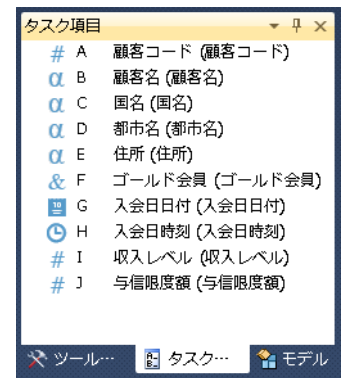 タスク項目
# A 顧客コード (顧客コード)
α B 顧客名 (顧客名)
α C 国名 (国名)
α D 都市名 (都市名)
α E 住所 (住所)
& F ゴールド会員 (ゴールド会員)
10 G 入会日日付 (入会日日付)
H 入会日時刻 (入会日時刻)
# I 収入レベル (収入レベル)
# J 与信限度額 (与信限度額)
ツール… タスク… モデル